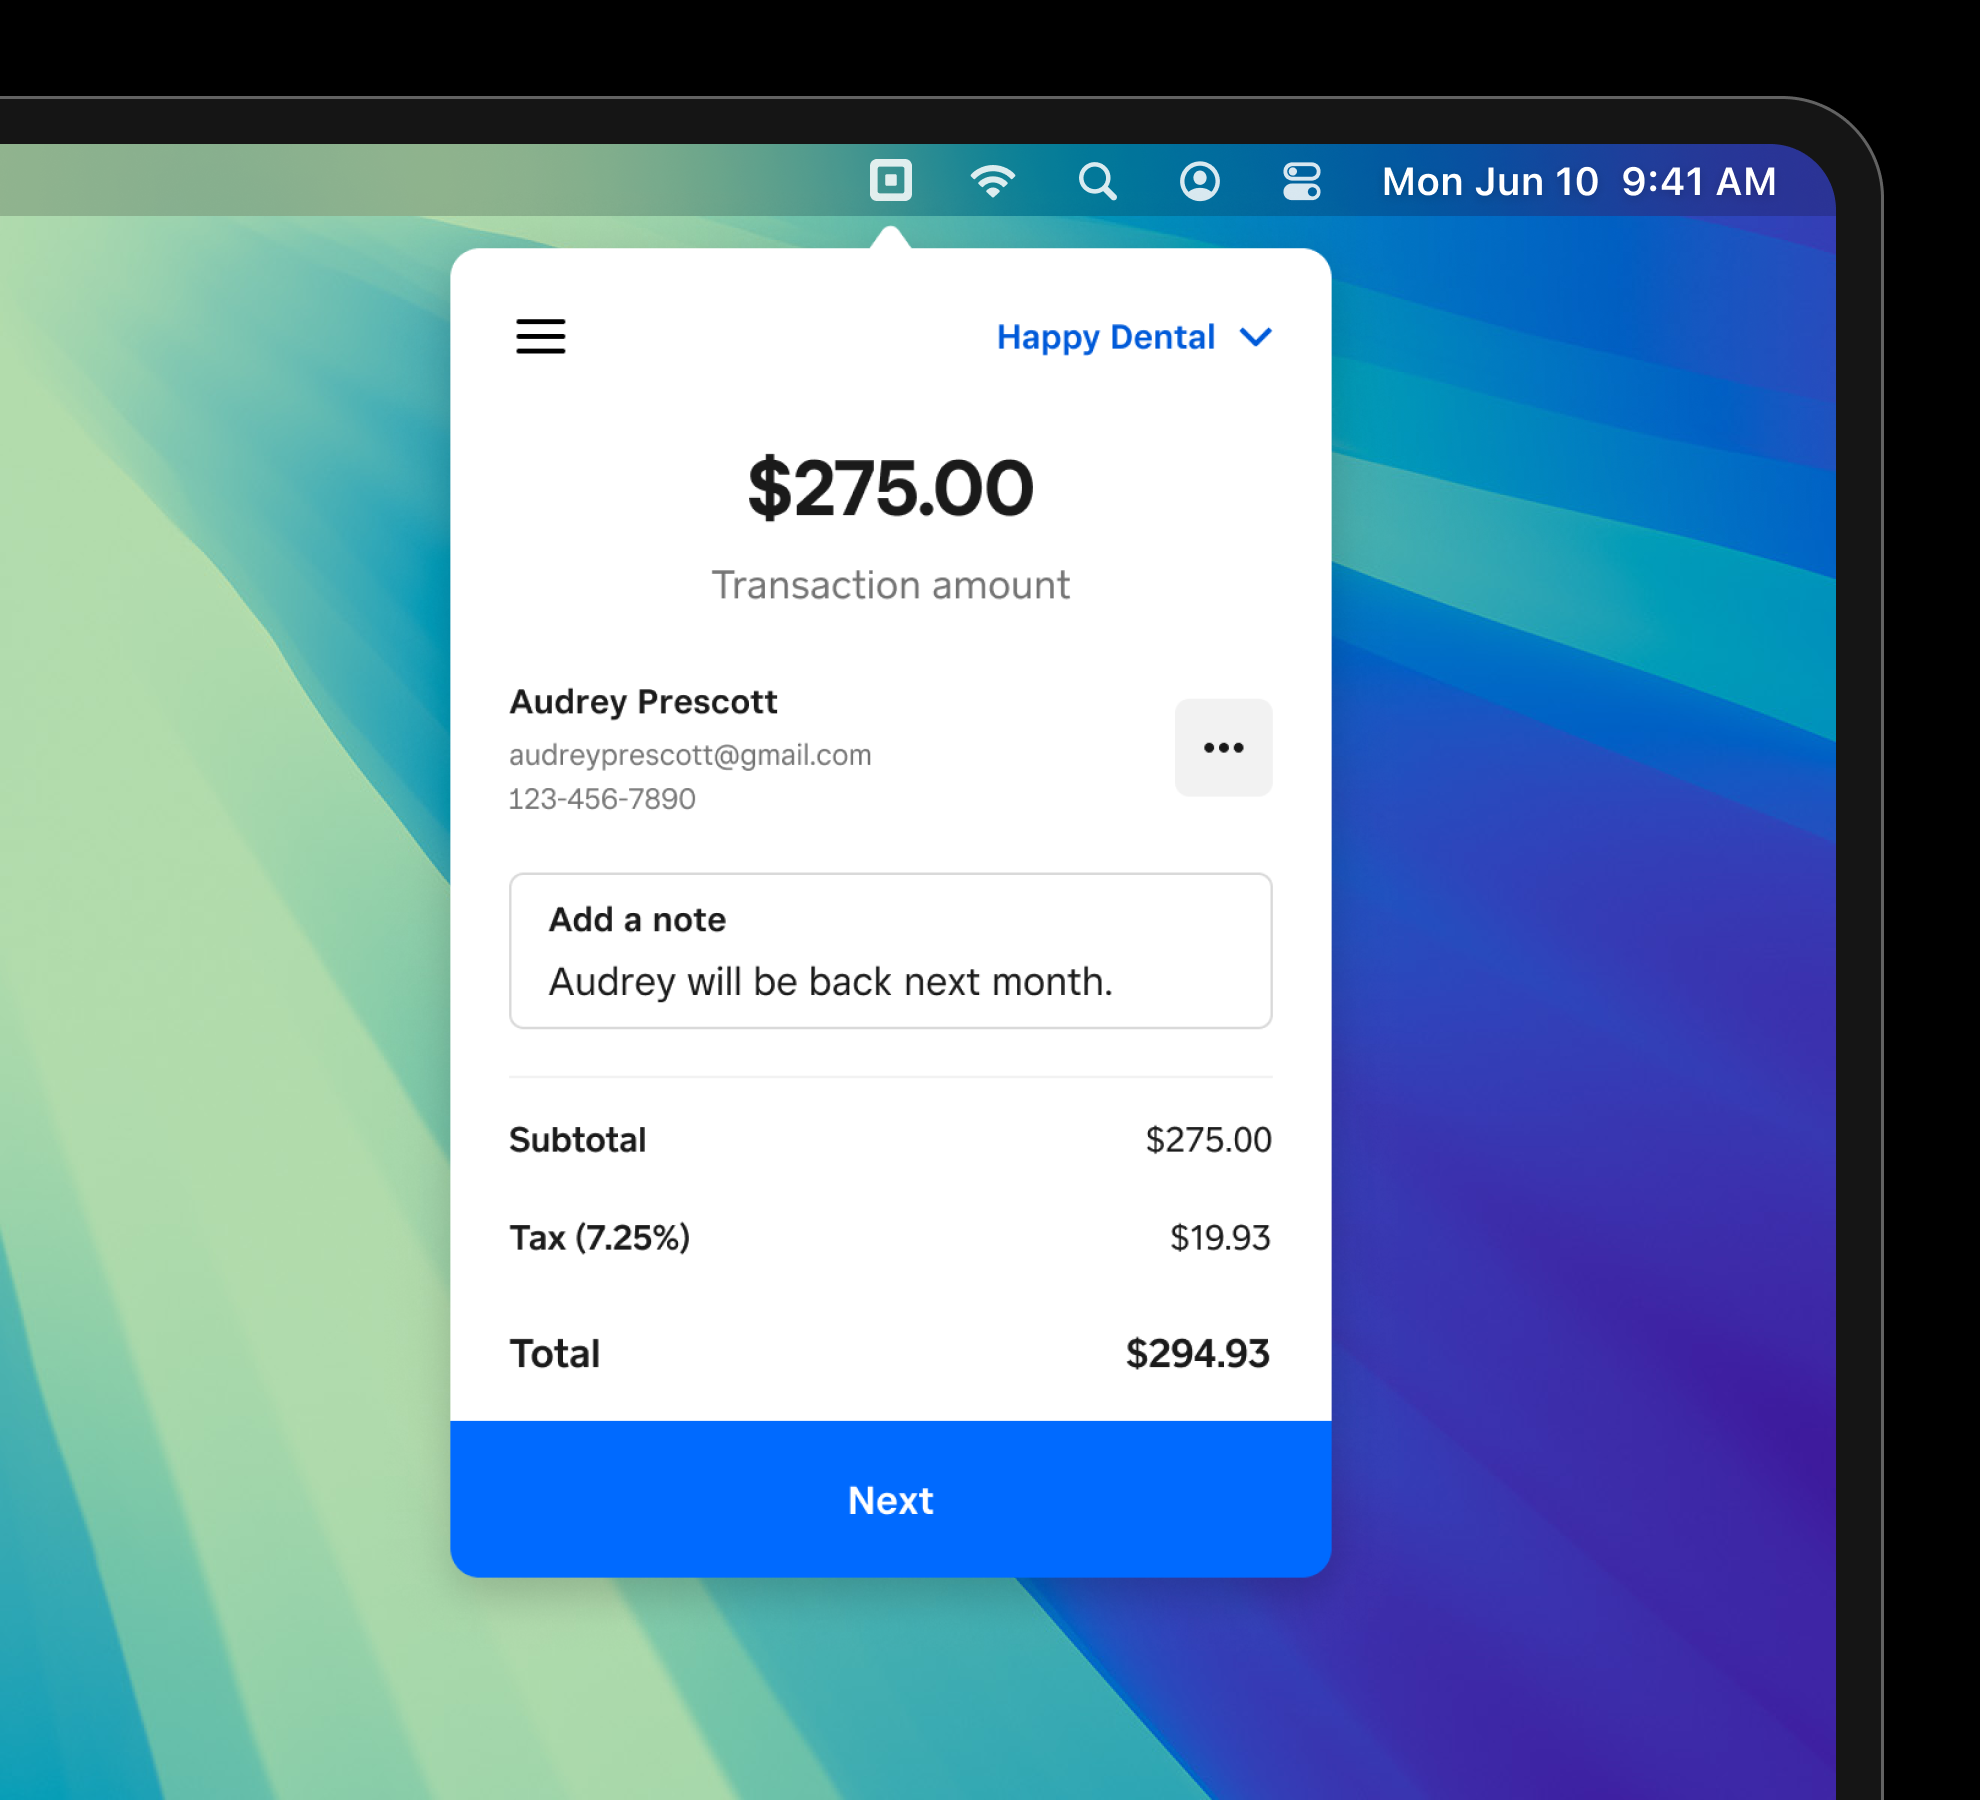 Mon Jun 10 9:41 AM
Happy Dental
$275.00
Transaction amount
Audrey Prescott
audreyprescott@gmail.com
123-456-7890
Add a note
Audrey will be back next month.
Subtotal $275.00
Tax (7.25%) $19.93
Total $294.93
Next